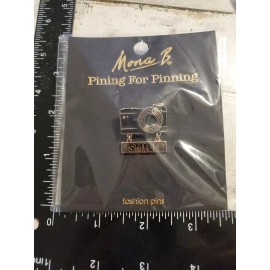 Mona B.
Pining For Pinning
SMILE
fashion pins